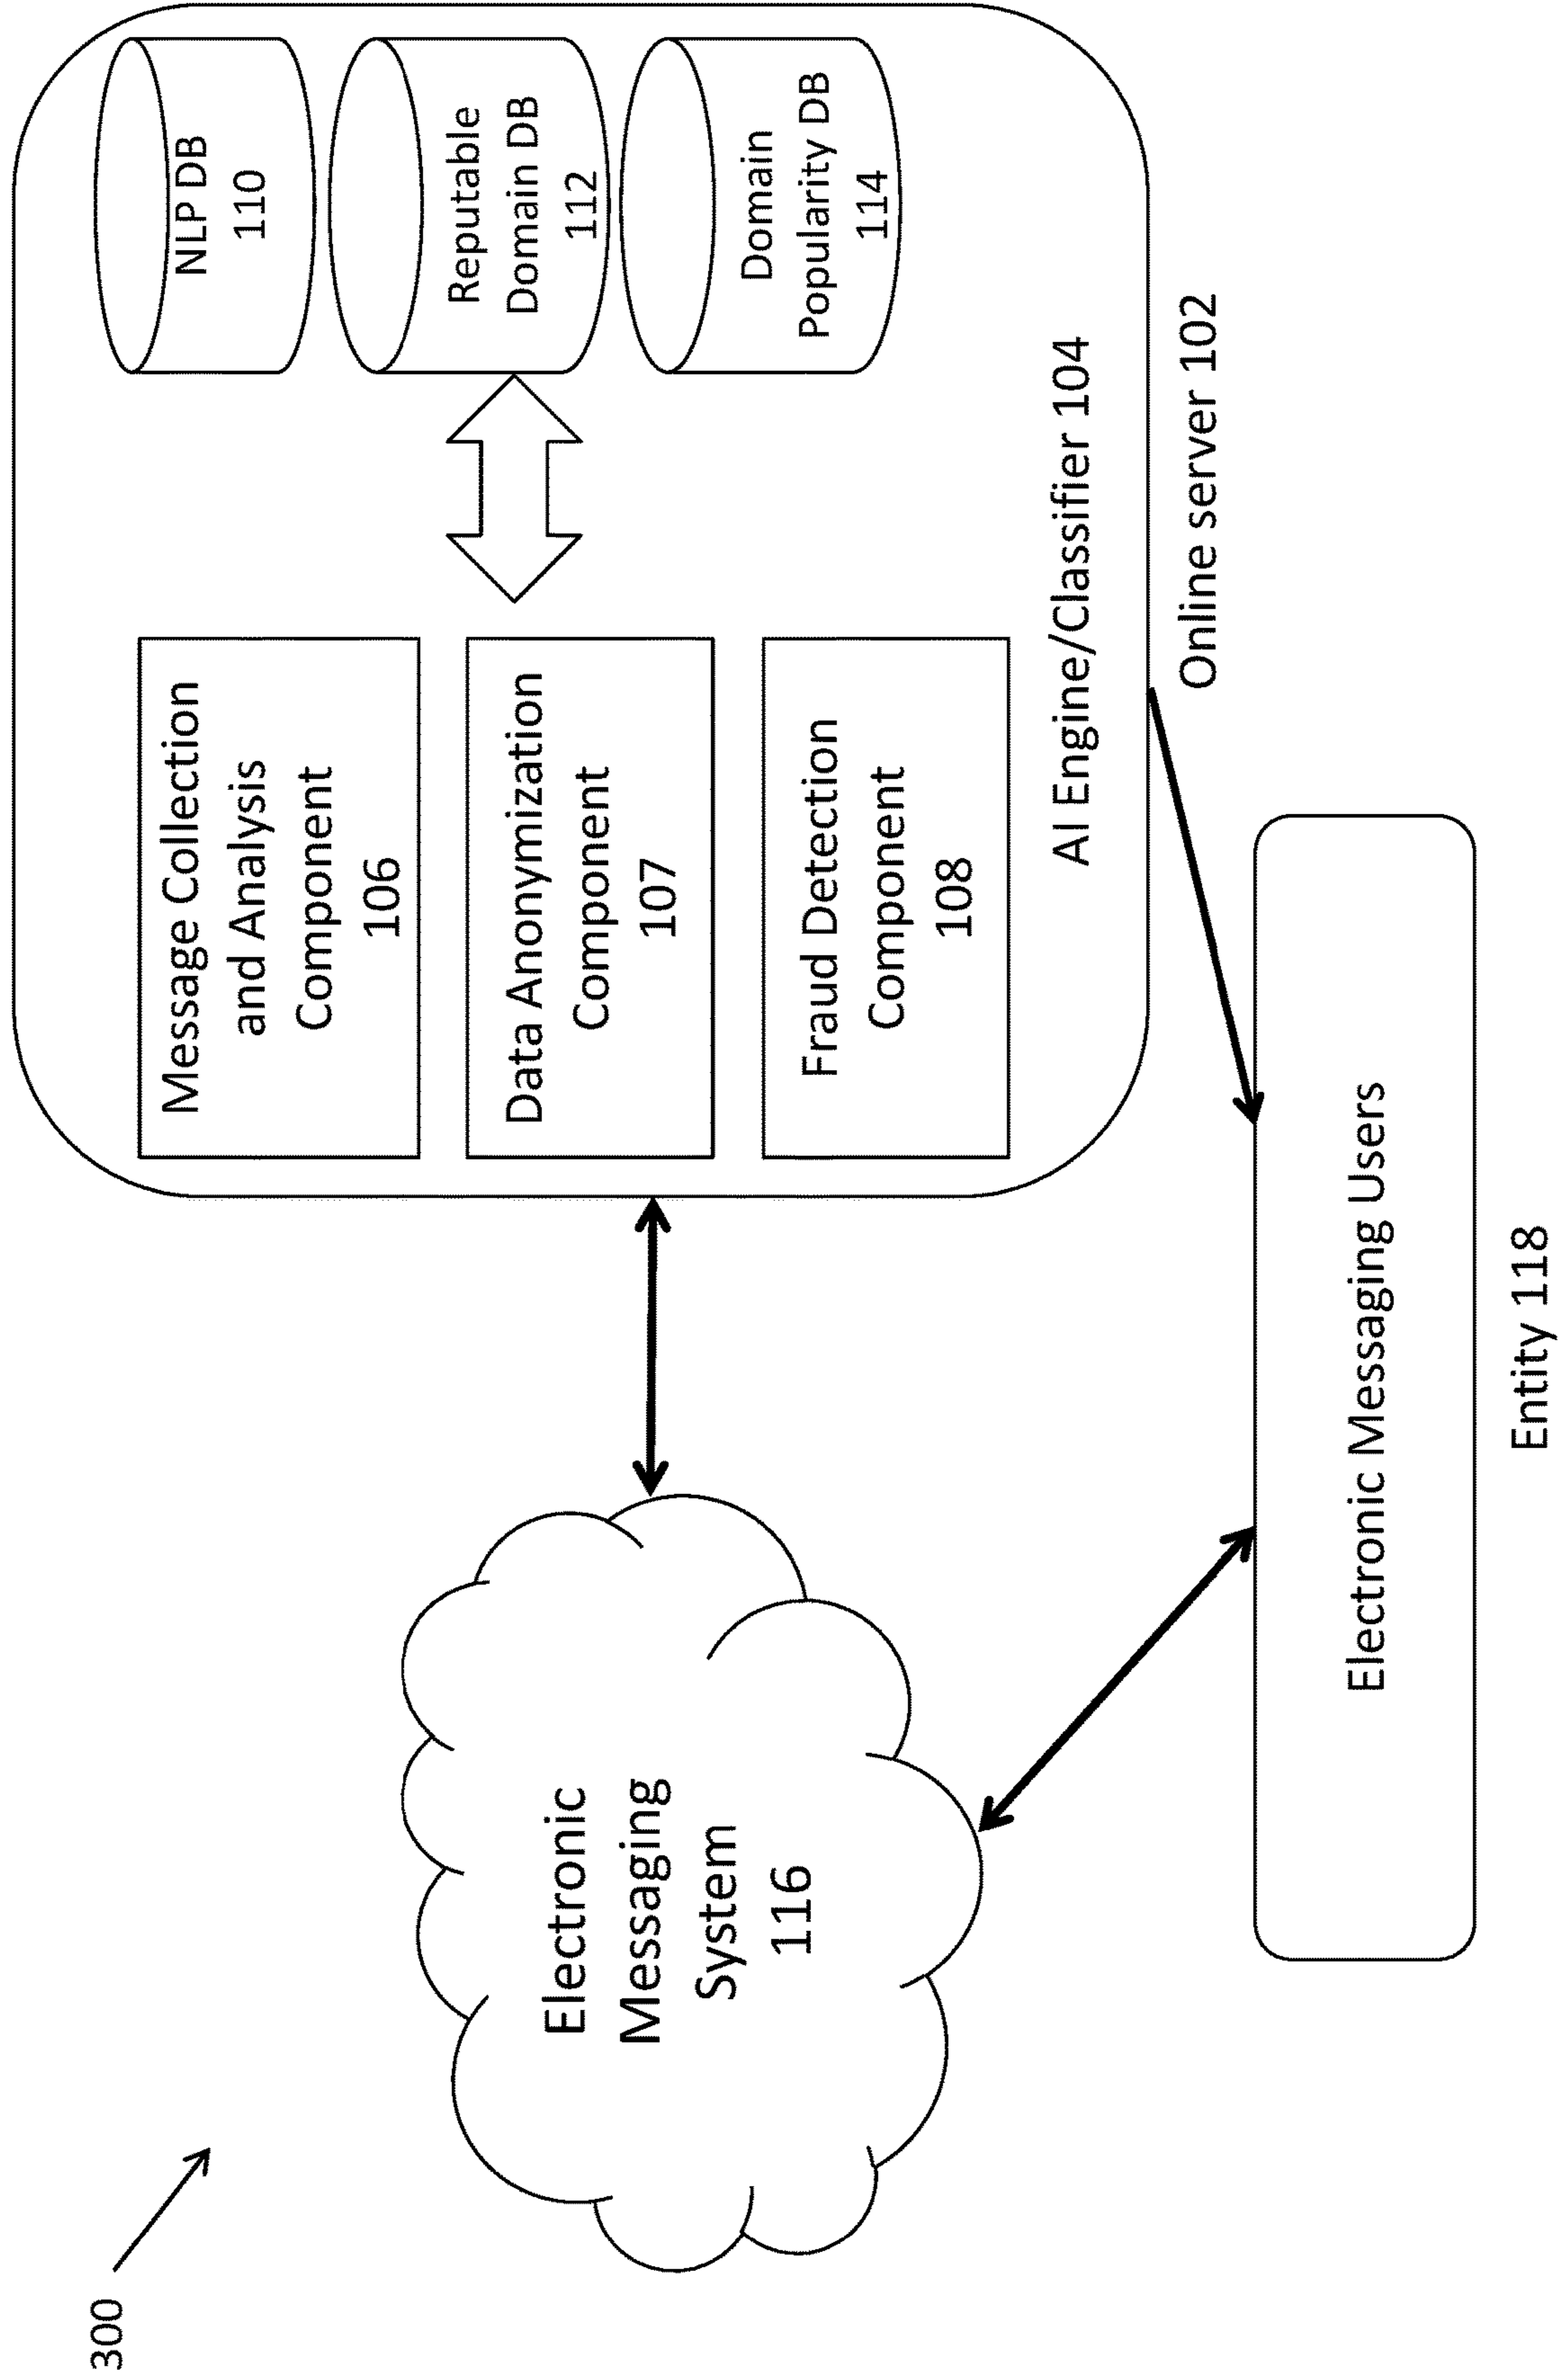 300
Electronic
Messaging
System
116
Message Collection
and Analysis
Component
106
Data Anonymization
Component
107
Fraud Detection
Component
108
NLP DB
110
Reputable
Domain DB
112
Domain
Popularity DB
114
AI Engine/Classifier 104
Online server 102
Electronic Messaging Users
Entity 118